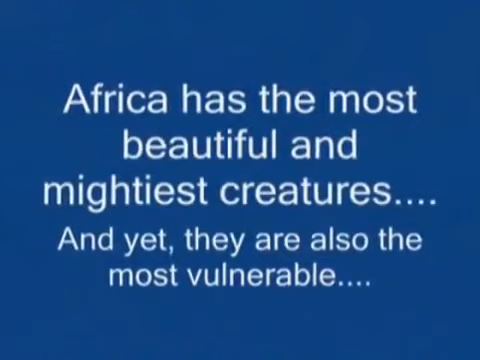 Africa has the most
beautiful and
mightiest creatures....
And yet, they are also the
most vulnerable....